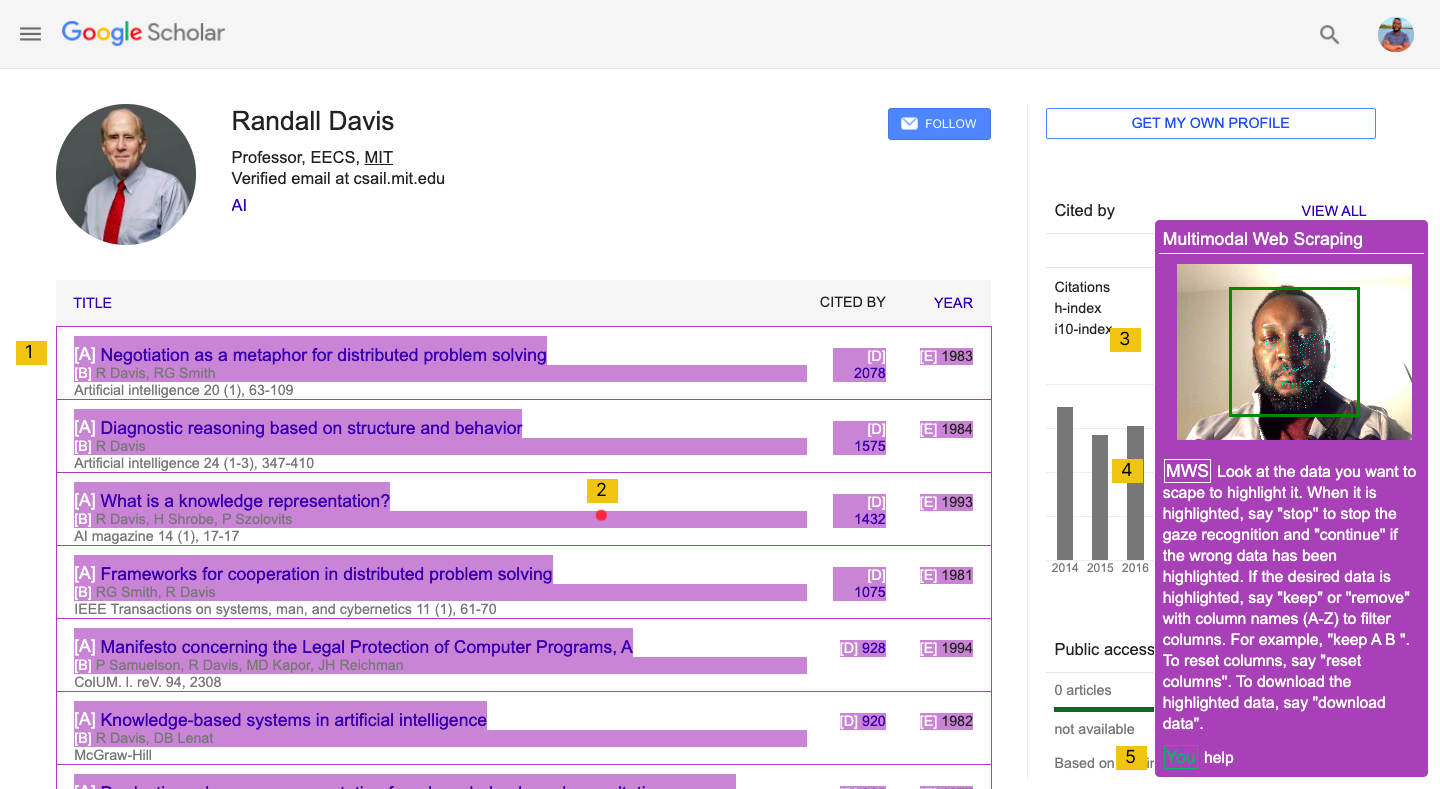 Google Scholar
Randall Davis
Professor, EECS, MIT
Verified email at csail.mit.edu
AI
FOLLOW
GET MY OWN PROFILE
TITLE
CITED BY
YEAR
1
[A] Negotiation as a metaphor for distributed problem solving
[B] R Davis, RG Smith
Artificial intelligence 20 (1), 63-109
[D]
2078
[E] 1983
[A] Diagnostic reasoning based on structure and behavior
[B] R Davis
Artificial intelligence 24 (1-3), 347-410
[D]
1575
[E] 1984
[A] What is a knowledge representation?
2
[B] R Davis, H Shrobe, P Szolovits
AI magazine 14 (1), 17-17
[D]
1432
[E] 1993
[A] Frameworks for cooperation in distributed problem solving
[B] RG Smith, R Davis
IEEE Transactions on systems, man, and cybernetics 11 (1), 61-70
[D]
1075
[E] 1981
[A] Manifesto concerning the Legal Protection of Computer Programs, A
[B] P Samuelson, R Davis, MD Kapor, JH Reichman
ColUM. l. reV. 94, 2308
[D] 928
[E] 1994
[A] Knowledge-based systems in artificial intelligence
[B] R Davis, DB Lenat
McGraw-Hill
[D] 920
[E] 1982
Cited by
VIEW ALL
Citations
h-index
i10-index
3
2014 2015 2016
4
Public access
0 articles
not available
Based on
5
Multimodal Web Scraping
MWS Look at the data you want to
scape to highlight it. When it is
highlighted, say "stop" to stop the
gaze recognition and "continue" if
the wrong data has been
highlighted. If the desired data is
highlighted, say "keep" or "remove"
with column names (A-Z) to filter
columns. For example, "keep A B ".
To reset columns, say "reset
columns". To download the
highlighted data, say "download
data".
You help